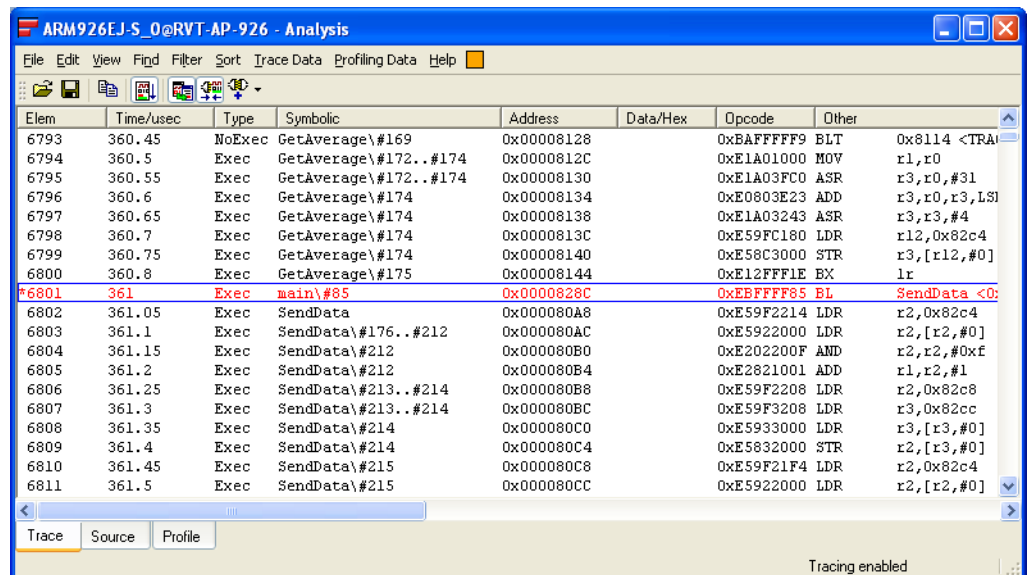 ARM926EJ-S_0@RVT-AP-926 - Analysis
File Edit View Find Filter Sort Trace Data Profiling Data Help
Elem Time/usec Type Symbolic Address Data/Hex Opcode Other
6793 360.45 NoExec GetAverage\#169 0x00008128 0xBAFFFFF9 BLT 0x8114 <TRA
6794 360.5 Exec GetAverage\#172..#174 0x0000812C 0xE1A01000 MOV r1,r0
6795 360.55 Exec GetAverage\#172..#174 0x00008130 0xE1A03FC0 ASR r3,r0,#31
6796 360.6 Exec GetAverage\#174 0x00008134 0xE0803E23 ADD r3,r0,r3,LS
6797 360.65 Exec GetAverage\#174 0x00008138 0xE1A03243 ASR r3,r3,#4
6798 360.7 Exec GetAverage\#174 0x0000813C 0xE59FC180 LDR r12,0x82c4
6799 360.75 Exec GetAverage\#174 0x00008140 0xE58C3000 STR r3,[r12,#0]
6800 360.8 Exec GetAverage\#175 0x00008144 0xE12FFF1E BX lr
*6801 361 Exec main\#85 0x0000828C 0xEBFFFF85 BL SendData <0
6802 361.05 Exec SendData 0x000080A8 0xE59F2214 LDR r2,0x82c4
6803 361.1 Exec SendData\#176..#212 0x000080AC 0xE5922000 LDR r2,[r2,#0]
6804 361.15 Exec SendData\#212 0x000080B0 0xE202200F AND r2,r2,#0xf
6805 361.2 Exec SendData\#212 0x000080B4 0xE2821001 ADD r1,r2,#1
6806 361.25 Exec SendData\#213..#214 0x000080B8 0xE59F2208 LDR r2,0x82c8
6807 361.3 Exec SendData\#213..#214 0x000080BC 0xE59F3208 LDR r3,0x82cc
6808 361.35 Exec SendData\#214 0x000080C0 0xE5933000 LDR r3,[r3,#0]
6809 361.4 Exec SendData\#214 0x000080C4 0xE5832000 STR r2,[r3,#0]
6810 361.45 Exec SendData\#215 0x000080C8 0xE59F21F4 LDR r2,0x82c4
6811 361.5 Exec SendData\#215 0x000080CC 0xE5922000 LDR r2,[r2,#0]
Trace Source Profile
Tracing enabled